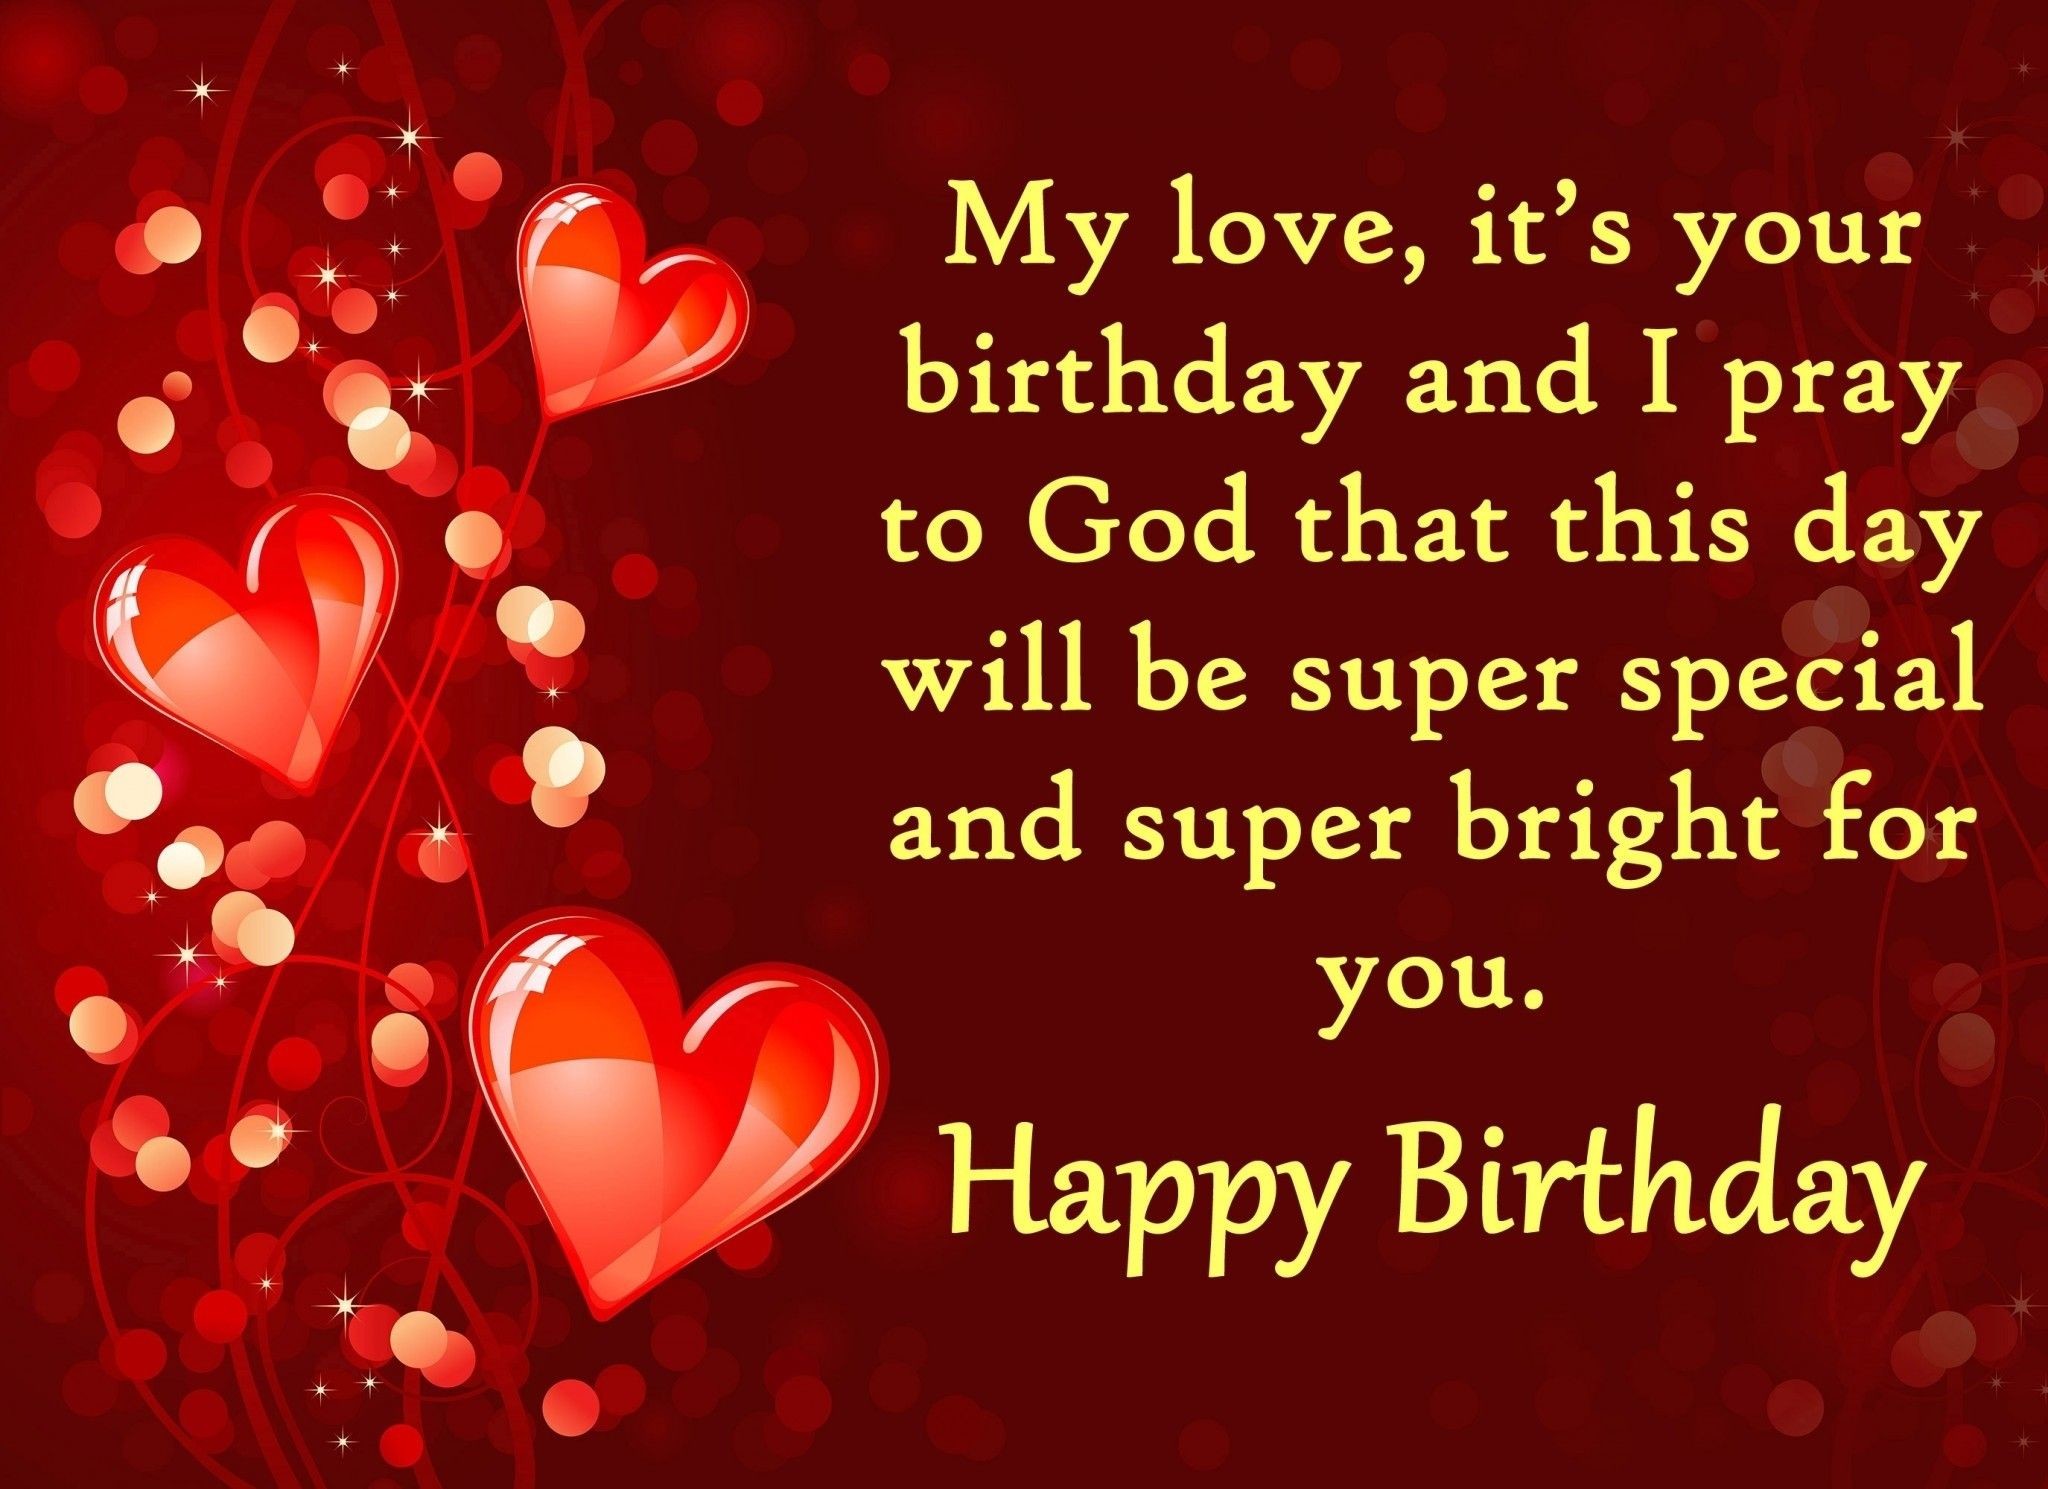 My love, it’s your
birthday and I pray
to God that this day
will be super special
and super bright for
you.
Happy Birthday